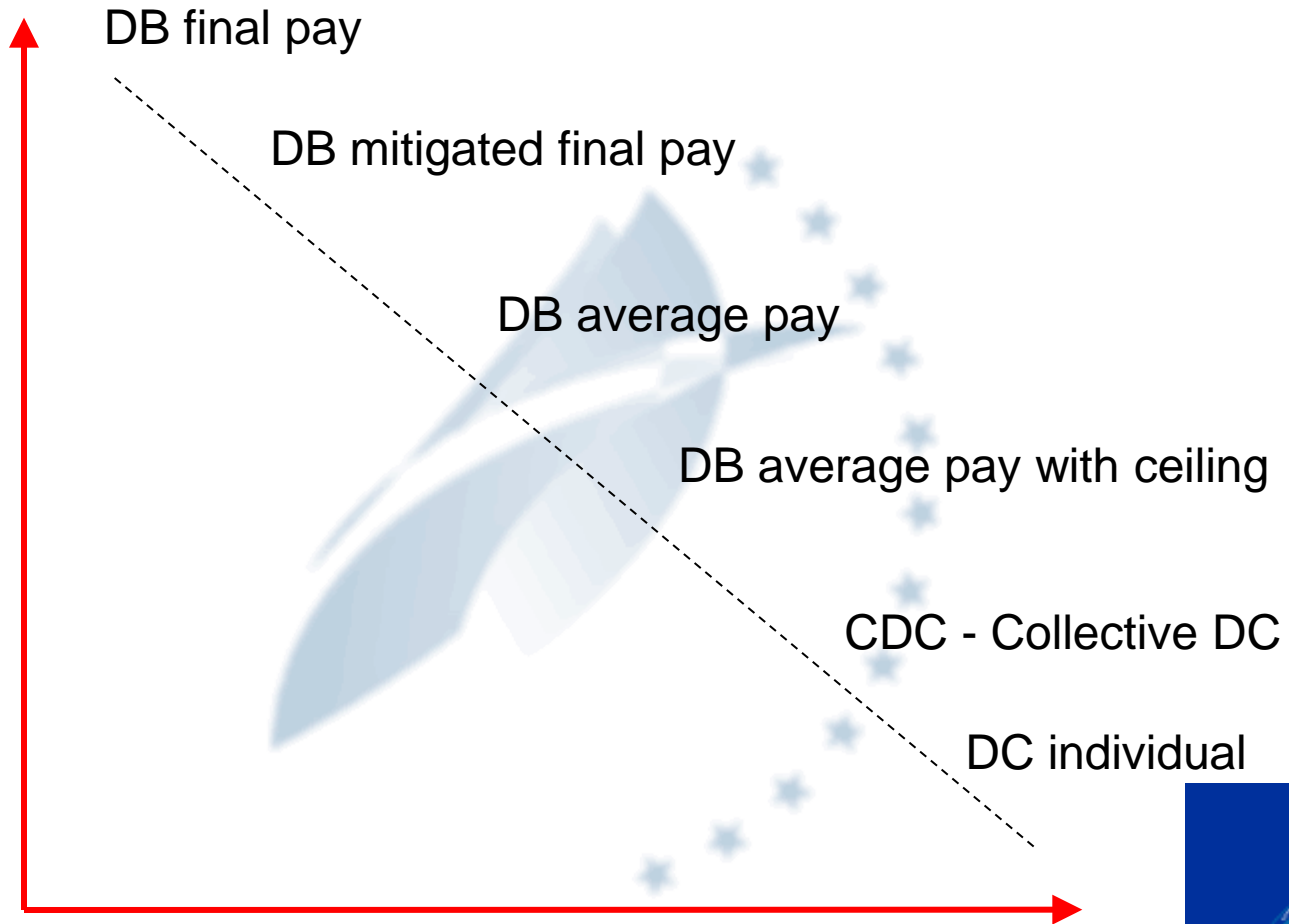 DB final pay
DB mitigated final pay
DB average pay
DB average pay with ceiling
CDC - Collective DC
DC individual